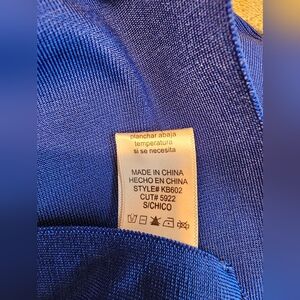 planchar abaja
temperatura
si se necesita
MADE IN CHINA
HECHO EN CHINA
STYLE# KB602
CUT# 5922
S/CHICO